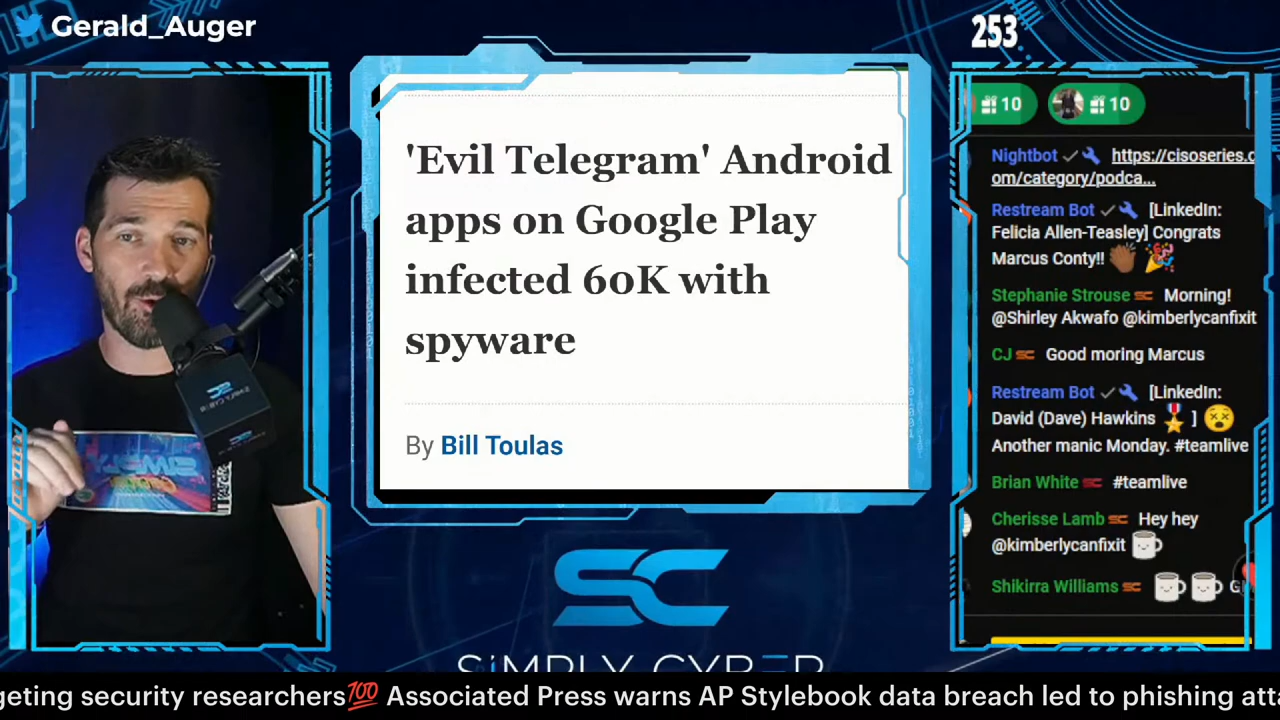 Gerald_Auger
253
'Evil Telegram' Android
apps on Google Play
infected 60K with
spyware
By Bill Toulas
10
10
Nightbot https://cisoseries.c
om/category/podca...
Restream Bot [LinkedIn:
Felicia Allen-Teasley] Congrats
Marcus Conty!! 👏🏾 🎉
Stephanie Strouse Morning!
@Shirley Akwafo @kimberlycanfixit
CJ Good moring Marcus
Restream Bot [LinkedIn:
David (Dave) Hawkins 🎖️ ] 😵
Another manic Monday. #teamlive
Brian White #teamlive
Cherisse Lamb Hey hey
@kimberlycanfixit
Shikirra Williams
SC
SIMPLY CYBER
geting security researchers💯 Associated Press warns AP Stylebook data breach led to phishing atta